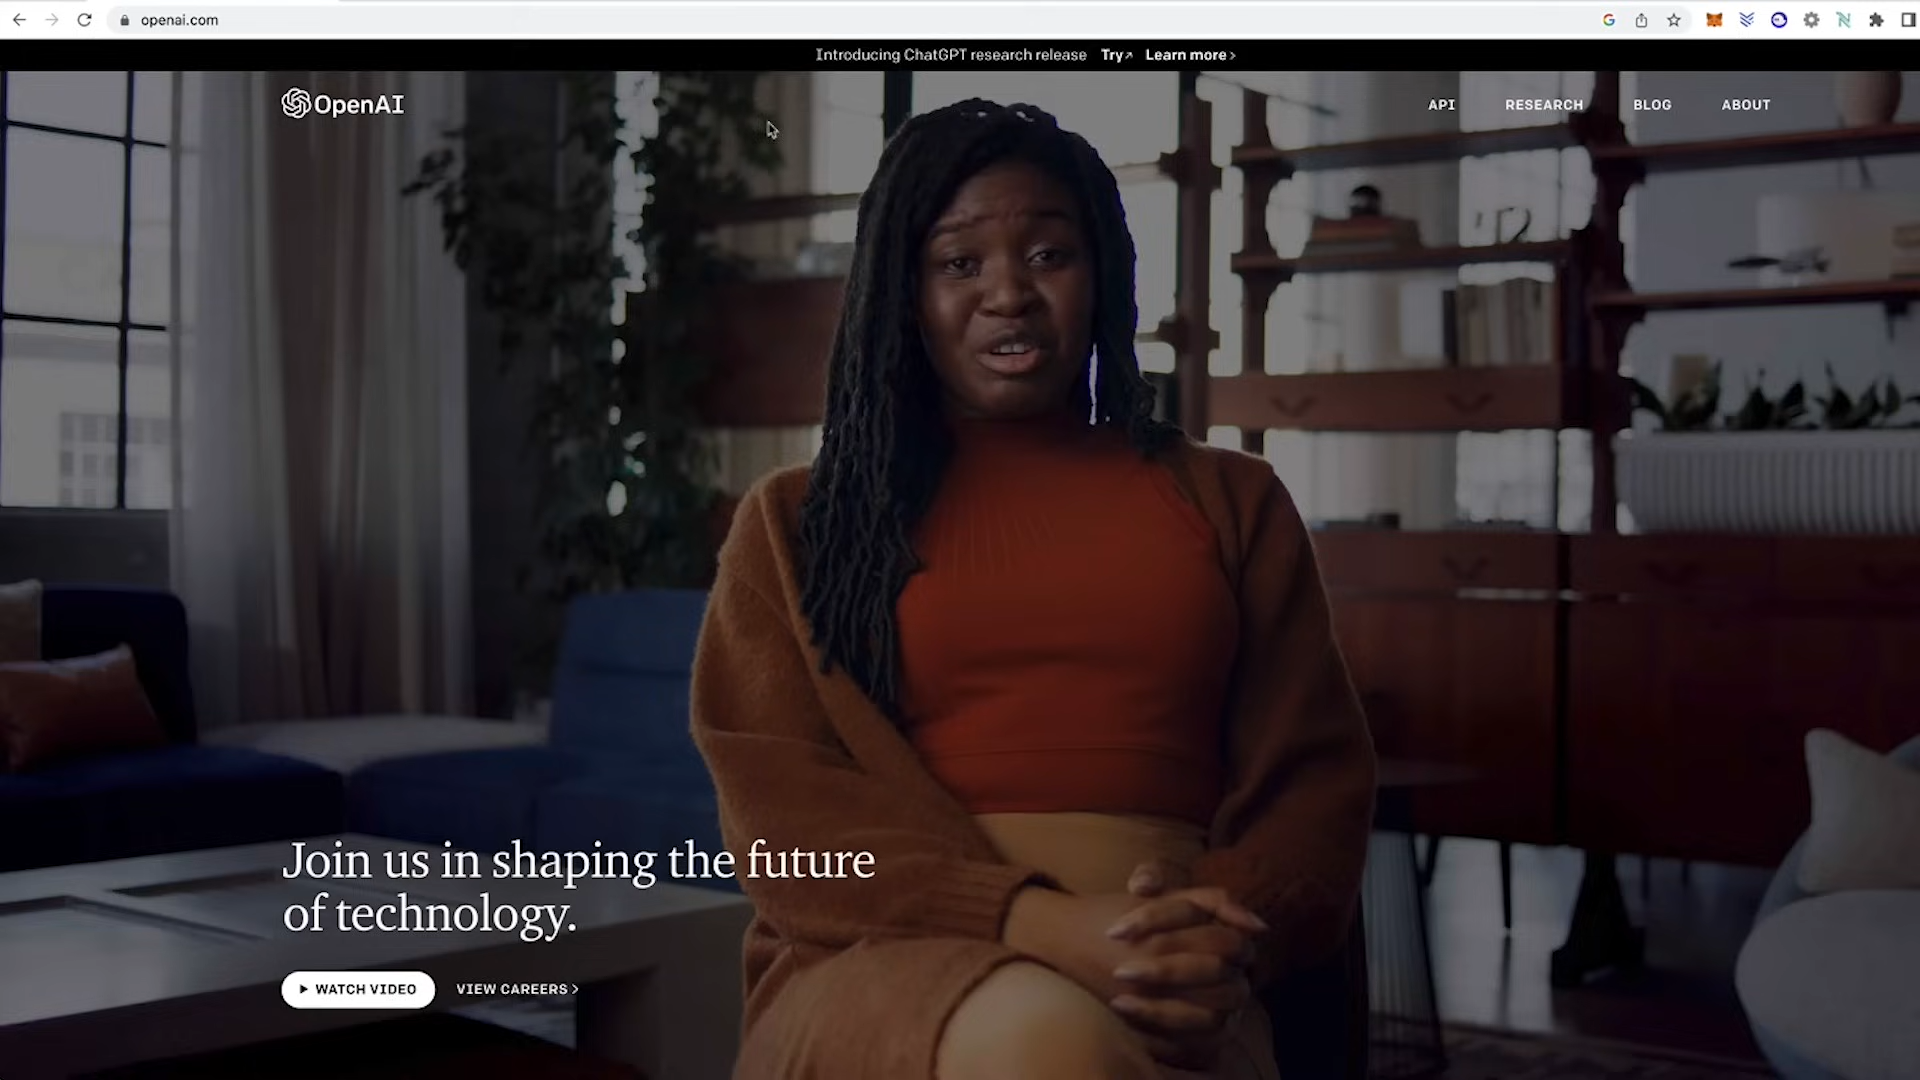 openai.com
Introducing ChatGPT research release Try↗ Learn more >
OpenAI
API RESEARCH BLOG ABOUT
Join us in shaping the future
of technology.
WATCH VIDEO VIEW CAREERS >